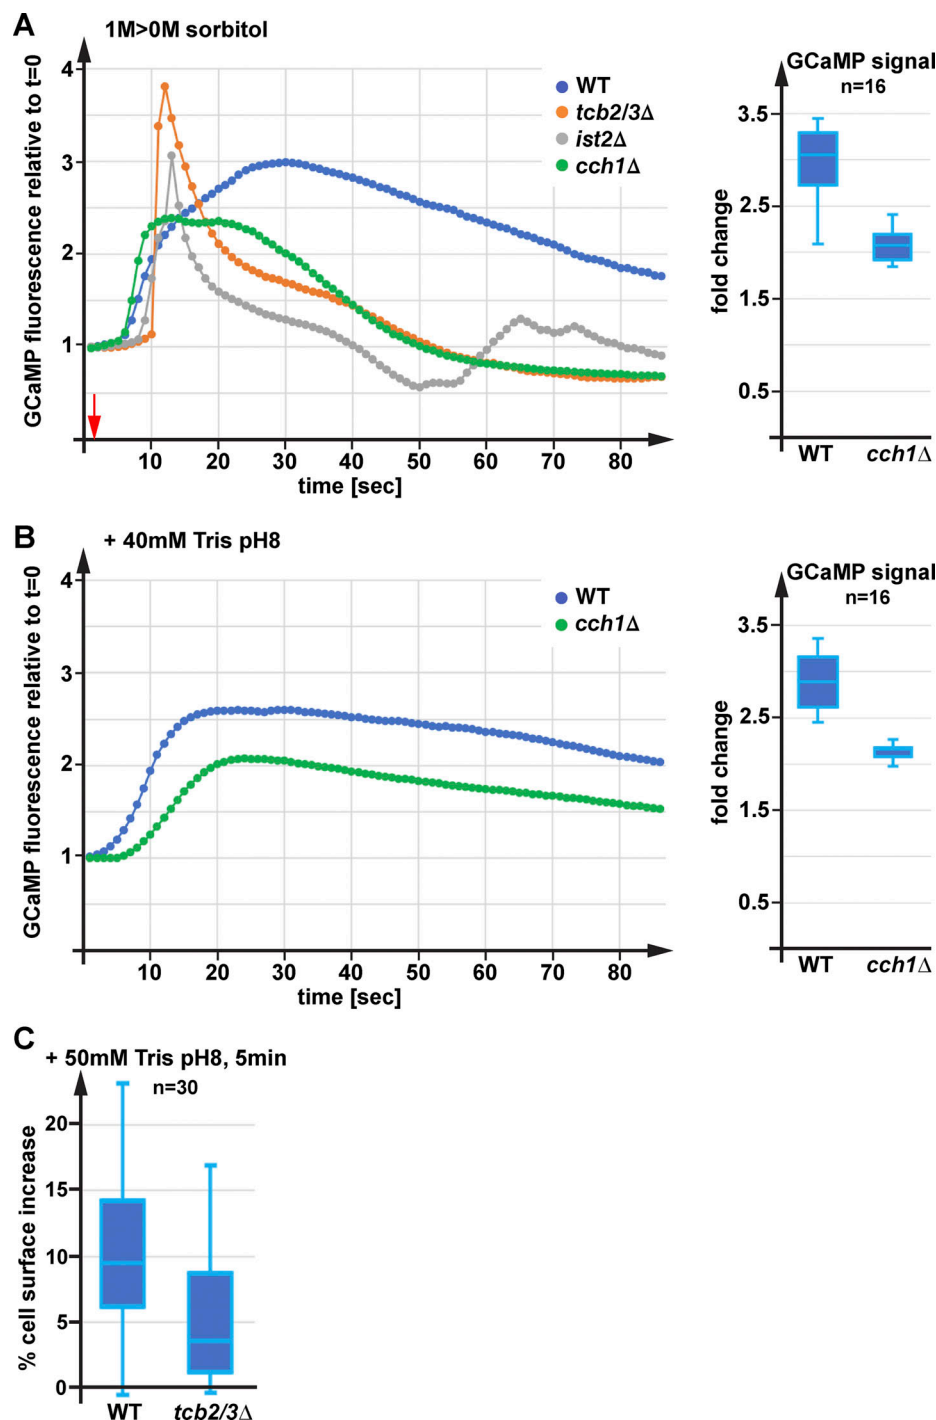 A
1M>0M sorbitol
GCaMP fluorescence relative to t=0
4
3
2
1
10 20 30 40 50 60 70 80
time [sec]
WT
tcb2/3Δ
ist2Δ
cch1Δ
GCaMP signal
n=16
fold change
3.5
2.5
1.5
0.5
WT cch1Δ
B
+ 40mM Tris pH8
GCaMP fluorescence relative to t=0
4
3
2
1
10 20 30 40 50 60 70 80
time [sec]
WT
cch1Δ
GCaMP signal
n=16
fold change
3.5
2.5
1.5
0.5
WT cch1Δ
C
+ 50mM Tris pH8, 5min
n=30
% cell surface increase
20
15
10
5
0
WT tcb2/3Δ